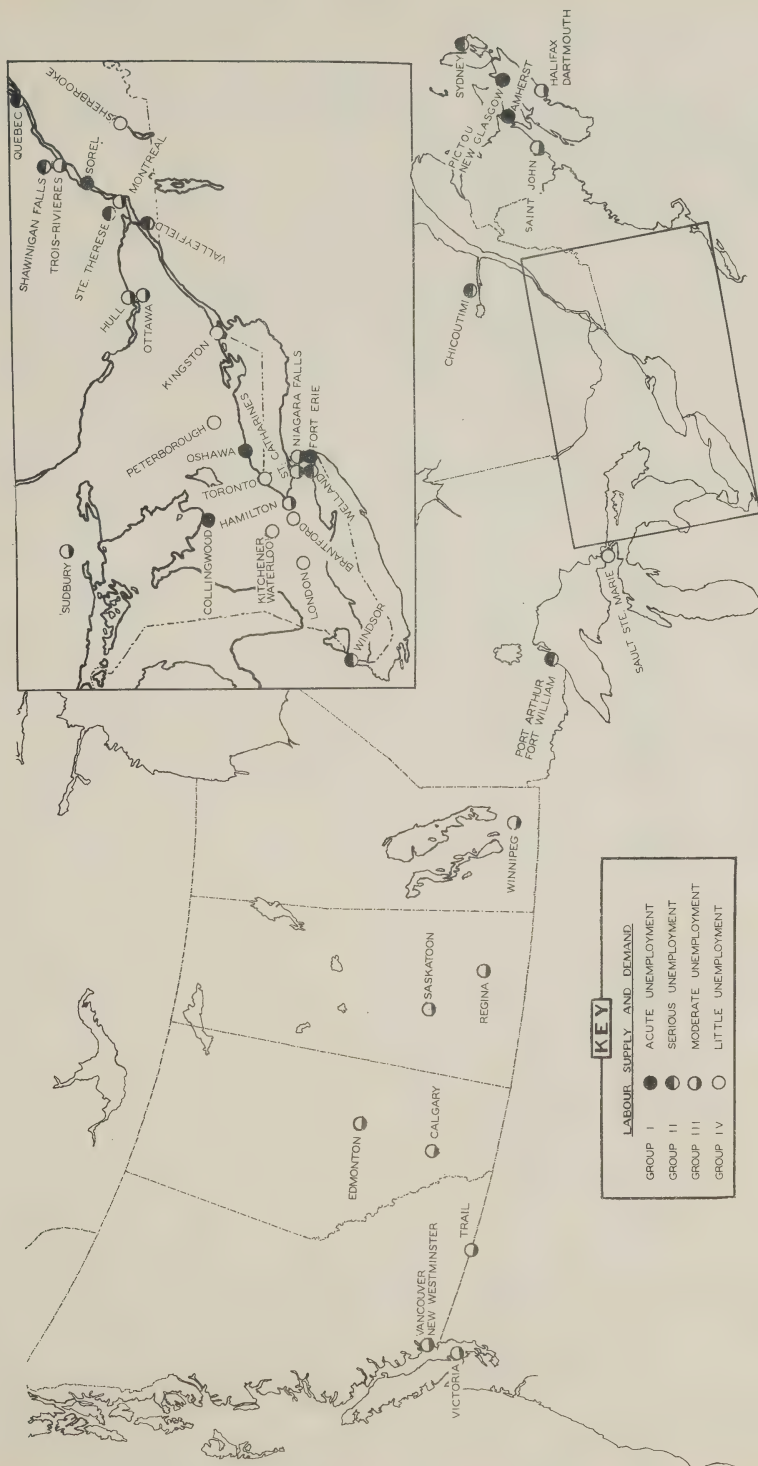 QUEBEC
SHAWINIGAN FALLS
TROIS-RIVIERES
SOREL
SHERBROOKE
STE. THERESE
MONTREAL
VALLEYFIELD
HULL
OTTAWA
KINGSTON
PETERBOROUGH
OSHAWA
TORONTO
ST. CATHARINES
NIAGARA FALLS
FORT ERIE
WELLAND
HAMILTON
BRANTFORD
COLLINGWOOD
KITCHENER
WATERLOO
LONDON
WINDSOR
SUDBURY
SYDNEY
PICTOU
NEW GLASGOW
AMHERST
HALIFAX
DARTMOUTH
SAINT JOHN
CHICOUTIMI
SAULT STE. MARIE
PORT ARTHUR
FORT WILLIAM
WINNIPEG
SASKATOON
REGINA
EDMONTON
CALGARY
TRAIL
VANCOUVER
NEW WESTMINSTER
VICTORIA
KEY
LABOUR SUPPLY AND DEMAND
GROUP I ACUTE UNEMPLOYMENT
GROUP II SERIOUS UNEMPLOYMENT
GROUP III MODERATE UNEMPLOYMENT
GROUP IV LITTLE UNEMPLOYMENT